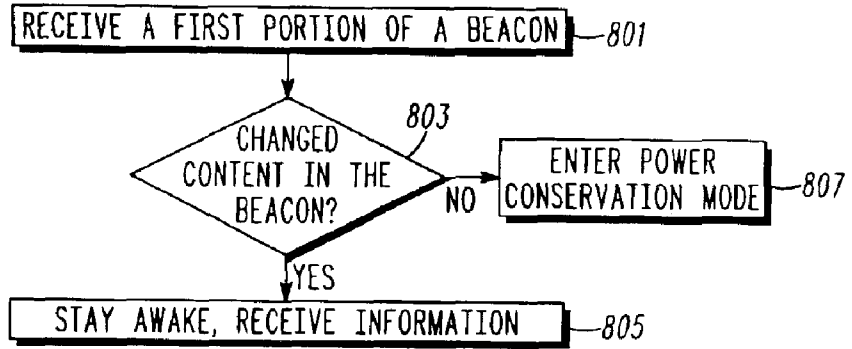 RECEIVE A FIRST PORTION OF A BEACON
801
803
CHANGED
CONTENT IN THE
BEACON?
NO
ENTER POWER
CONSERVATION MODE
807
YES
STAY AWAKE, RECEIVE INFORMATION
805